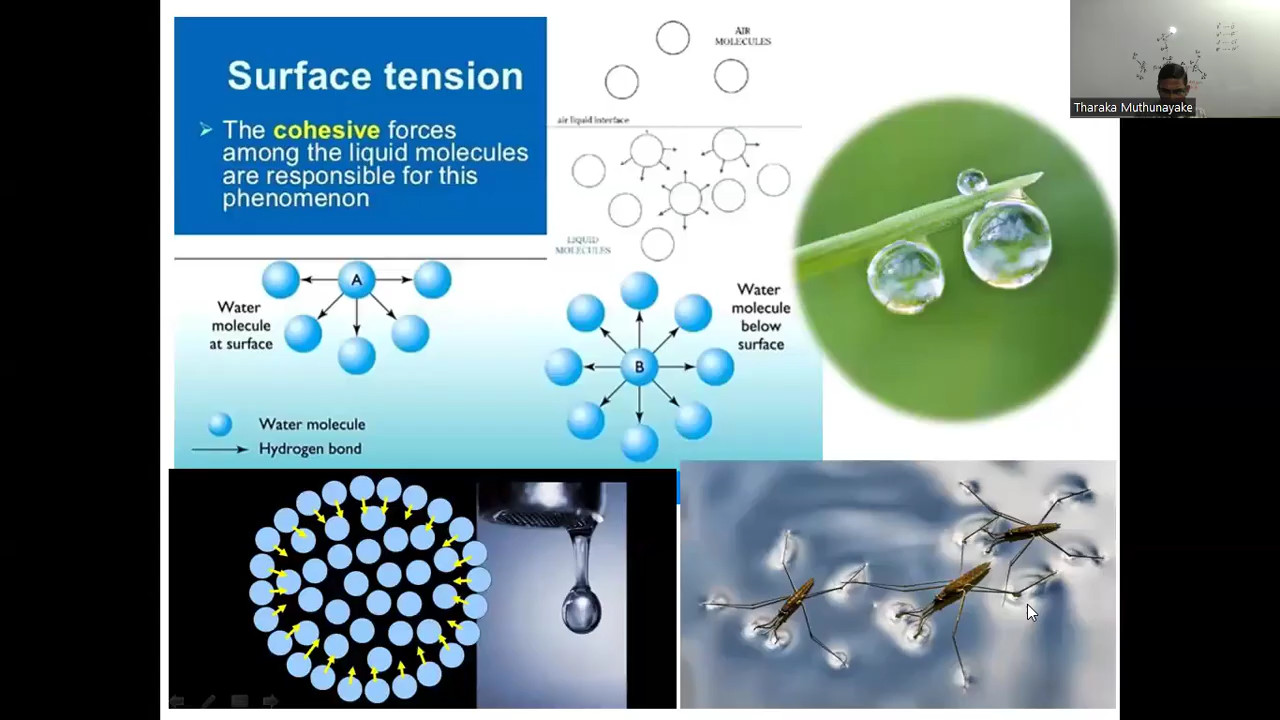 Surface tension
➢ The cohesive forces
among the liquid molecules
are responsible for this
phenomenon
AIR
MOLECULES
air liquid interface
LIQUID
MOLECULES
Tharaka Muthunayake
A
Water
molecule
at surface
B
Water
molecule
below
surface
Water molecule
Hydrogen bond